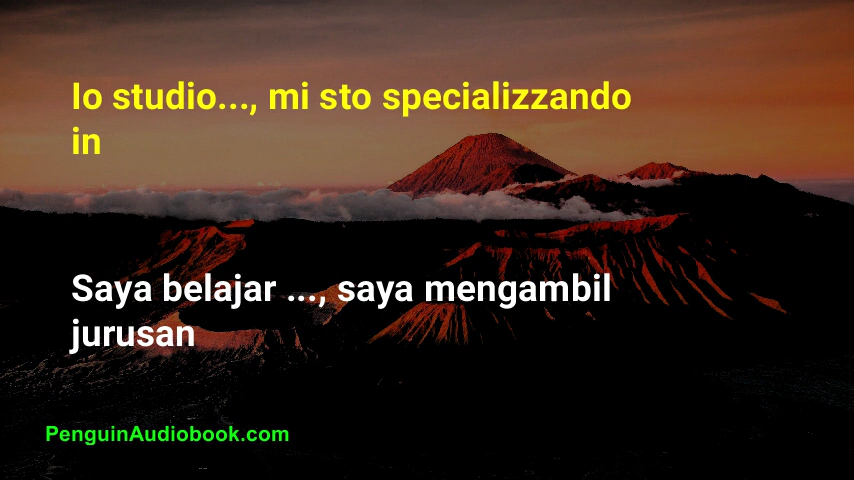 Io studio..., mi sto specializzando
in
Saya belajar ..., saya mengambil
jurusan
PenguinAudiobook.com